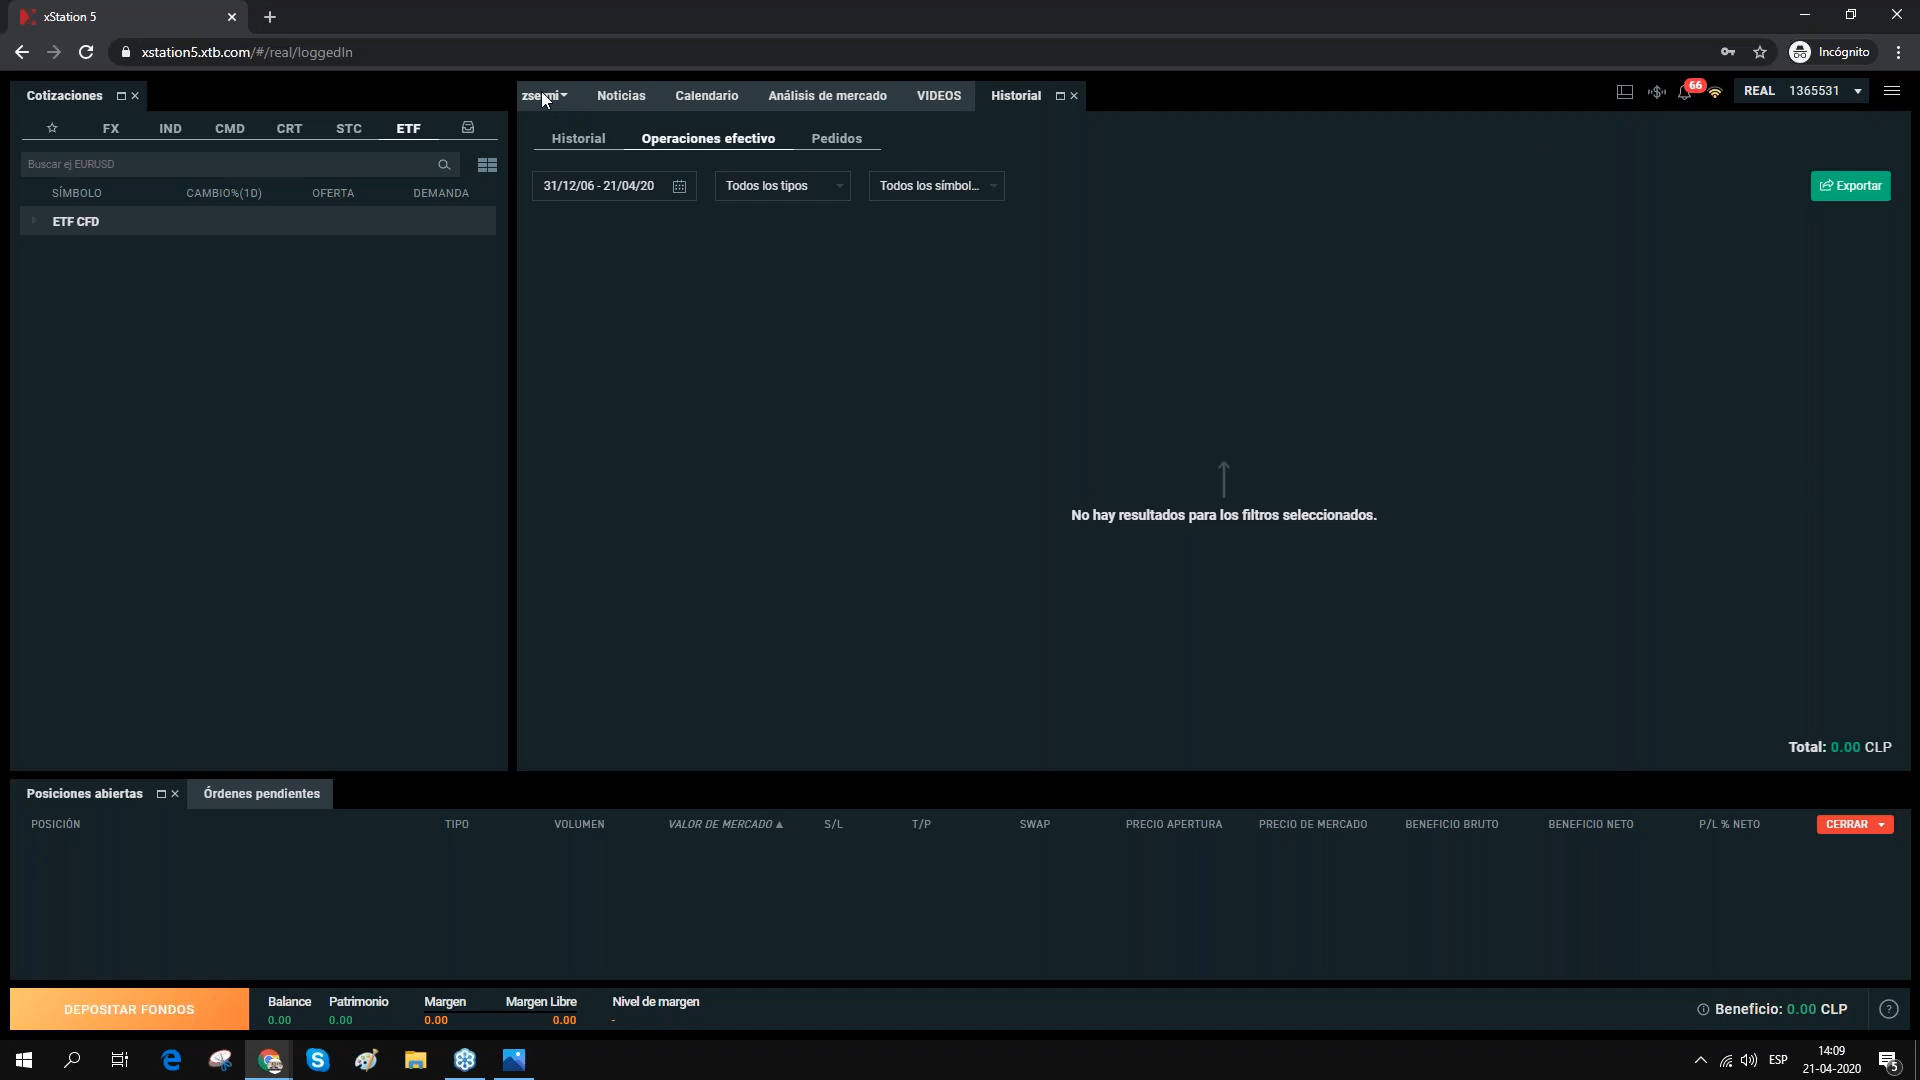 xStation 5
xstation5.xtb.com/#/real/loggedIn
Incógnito
Cotizaciones
Noticias
Calendario
Análisis de mercado
VIDEOS
Historial
66
REAL 1365531
FX
IND
CMD
CRT
STC
ETF
Historial
Operaciones efectivo
Pedidos
Buscar ej EURUSD
31/12/06 - 21/04/20
Todos los tipos
Todos los símbol...
Exportar
SÍMBOLO
CAMBIO%(1D)
OFERTA
DEMANDA
ETF CFD
No hay resultados para los filtros seleccionados.
Total: 0.00 CLP
Posiciones abiertas
Órdenes pendientes
POSICIÓN
TIPO
VOLUMEN
VALOR DE MERCADO ▲
S/L
T/P
SWAP
PRECIO APERTURA
PRECIO DE MERCADO
BENEFICIO BRUTO
BENEFICIO NETO
P/L % NETO
CERRAR
DEPOSITAR FONDOS
Balance
0.00
Patrimonio
0.00
Margen
0.00
Margen Libre
0.00
Nivel de margen
-
Beneficio: 0.00 CLP
?
ESP
14:09
21-04-2020
5